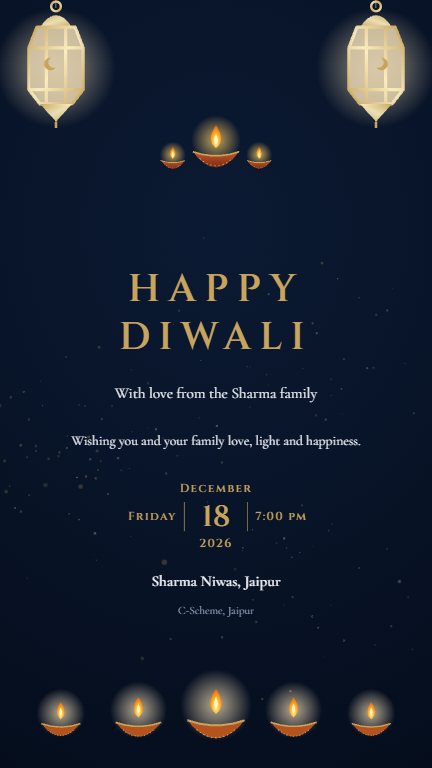 HAPPY
DIWALI
With love from the Sharma family
Wishing you and your family love, light and happiness.
December
Friday 18 7:00 pm
2026
Sharma Niwas, Jaipur
C-Scheme, Jaipur